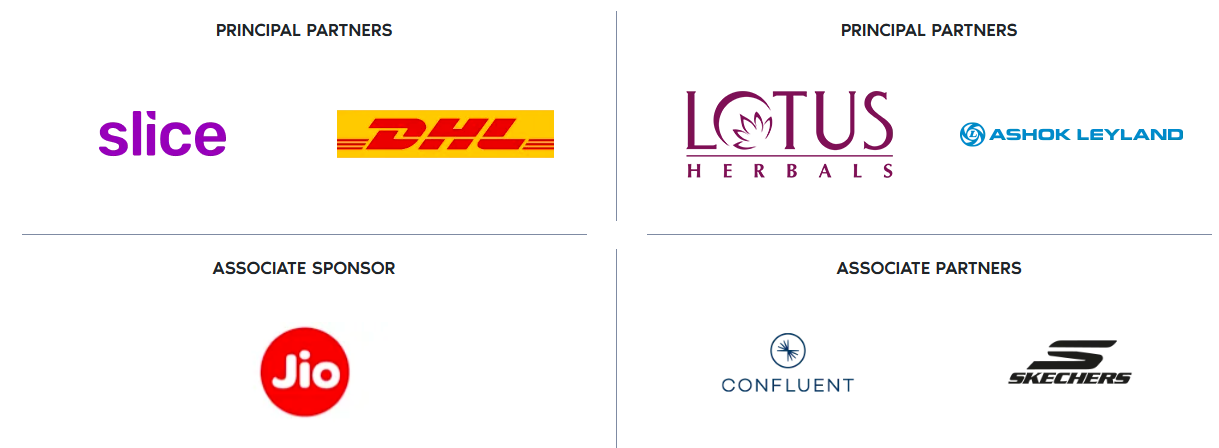 PRINCIPAL PARTNERS
slice
DHL
PRINCIPAL PARTNERS
LOTUS
HERBALS
ASHOK LEYLAND
ASSOCIATE SPONSOR
Jio
ASSOCIATE PARTNERS
CONFLUENT
SKECHERS